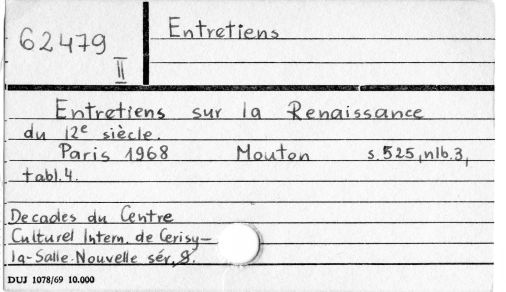 62479
II
Entretiens
Entretiens sur la Renaissance
du 12e siècle.
Paris 1968 Mouton s.525,nlb.3,
tabl.4.
Decades du Centre
Culturel Intern. de Cerisy-
la-Salle.Nouvelle sér,9.
DUJ 1078/69 10.000